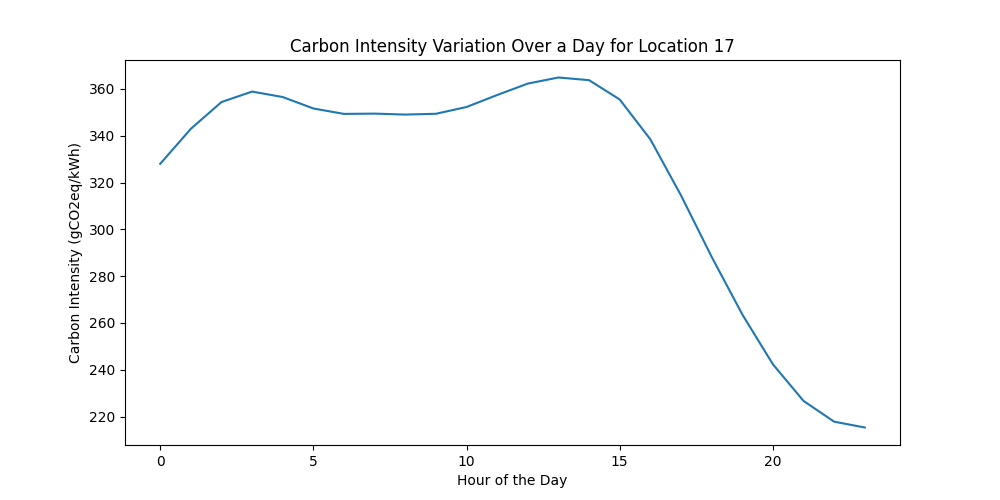 Carbon Intensity Variation Over a Day for Location 17
Carbon Intensity (gCO2eq/kWh)
360
340
320
300
280
260
240
220
0 5 10 15 20
Hour of the Day